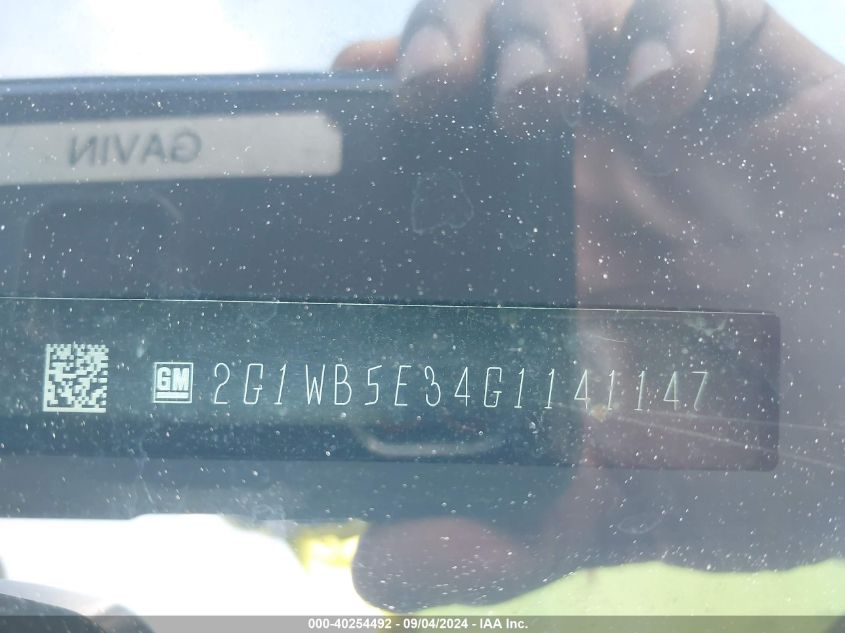 GAVIN
GM 2G1WB5E34G1141147
000-40254492 - 09/04/2024 - IAA Inc.